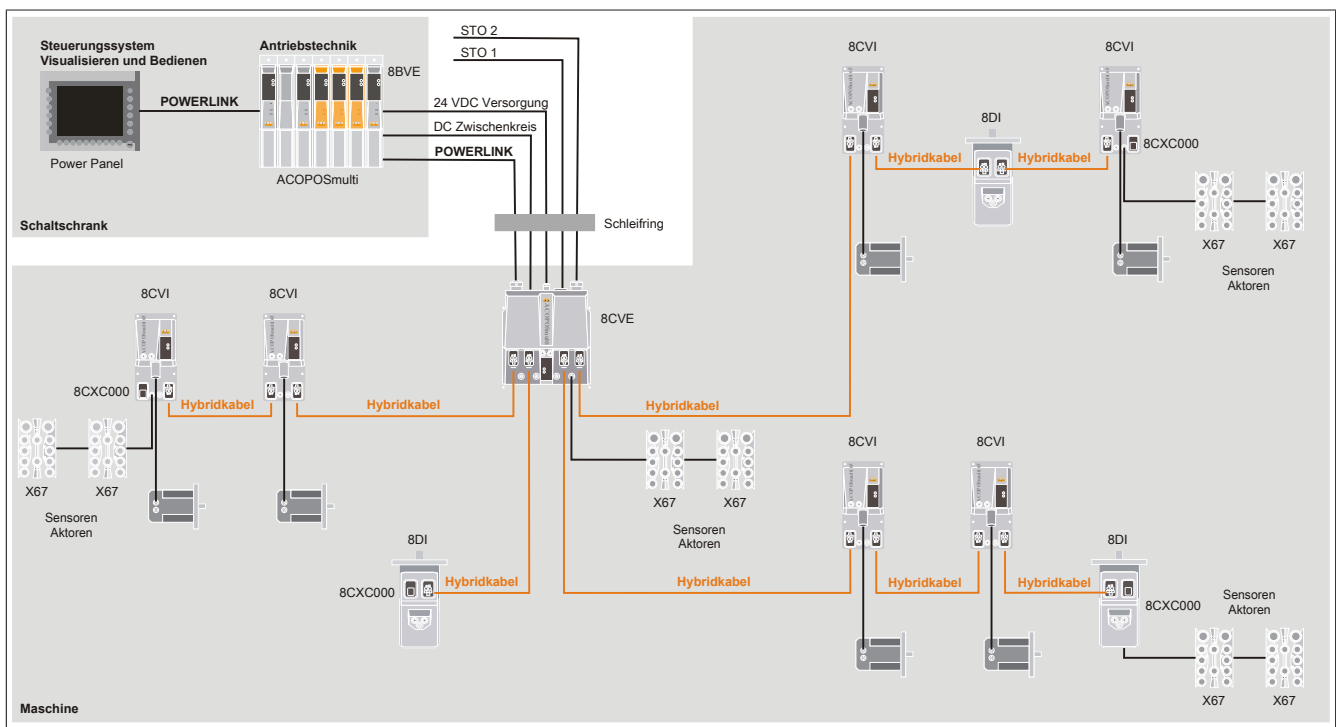 Steuerungssystem
Visualisieren und Bedienen
Antriebstechnik
8BVE
POWERLINK
Power Panel
ACOPOSmulti
Schaltschrank
STO 2
STO 1
24 VDC Versorgung
DC Zwischenkreis
POWERLINK
Schleifring
8CVE
8CVI
8DI
8CVI
8CXC000
Hybridkabel
Hybridkabel
X67
X67
Sensoren
Aktoren
8CVI
8CVI
8CXC000
Hybridkabel
Hybridkabel
Hybridkabel
X67
X67
Sensoren
Aktoren
X67
X67
Sensoren
Aktoren
8DI
8CXC000
Hybridkabel
8CVI
8CVI
8DI
8CXC000
Hybridkabel
Hybridkabel
Hybridkabel
Sensoren
Aktoren
X67
X67
Maschine